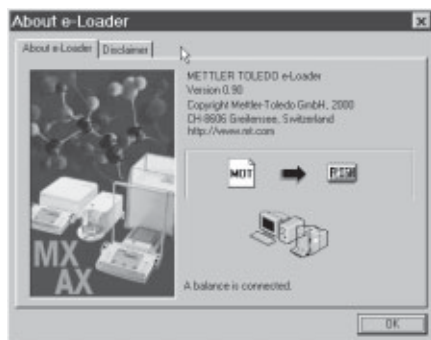 About e-Loader
About e-Loader Disclaimer
METTLER TOLEDO e-Loader
Version 0.90
Copyright Mettler-Toledo GmbH, 2000
CH-8606 Greifensee, Switzerland
http://www.mt.com
MOT
FLASH
MX
AX
A balance is connected.
OK